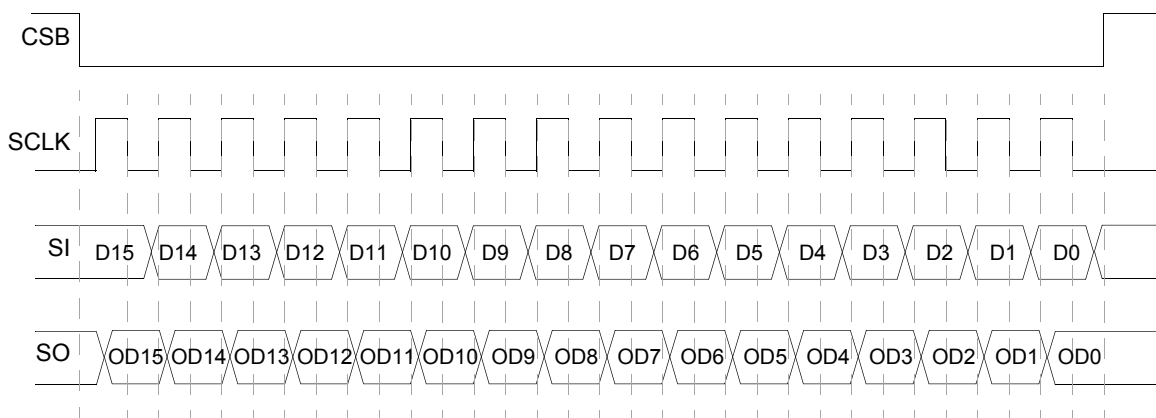 CSB
SCLK
SI D15 D14 D13 D12 D11 D10 D9 D8 D7 D6 D5 D4 D3 D2 D1 D0
SO OD15 OD14 OD13 OD12 OD11 OD10 OD9 OD8 OD7 OD6 OD5 OD4 OD3 OD2 OD1 OD0